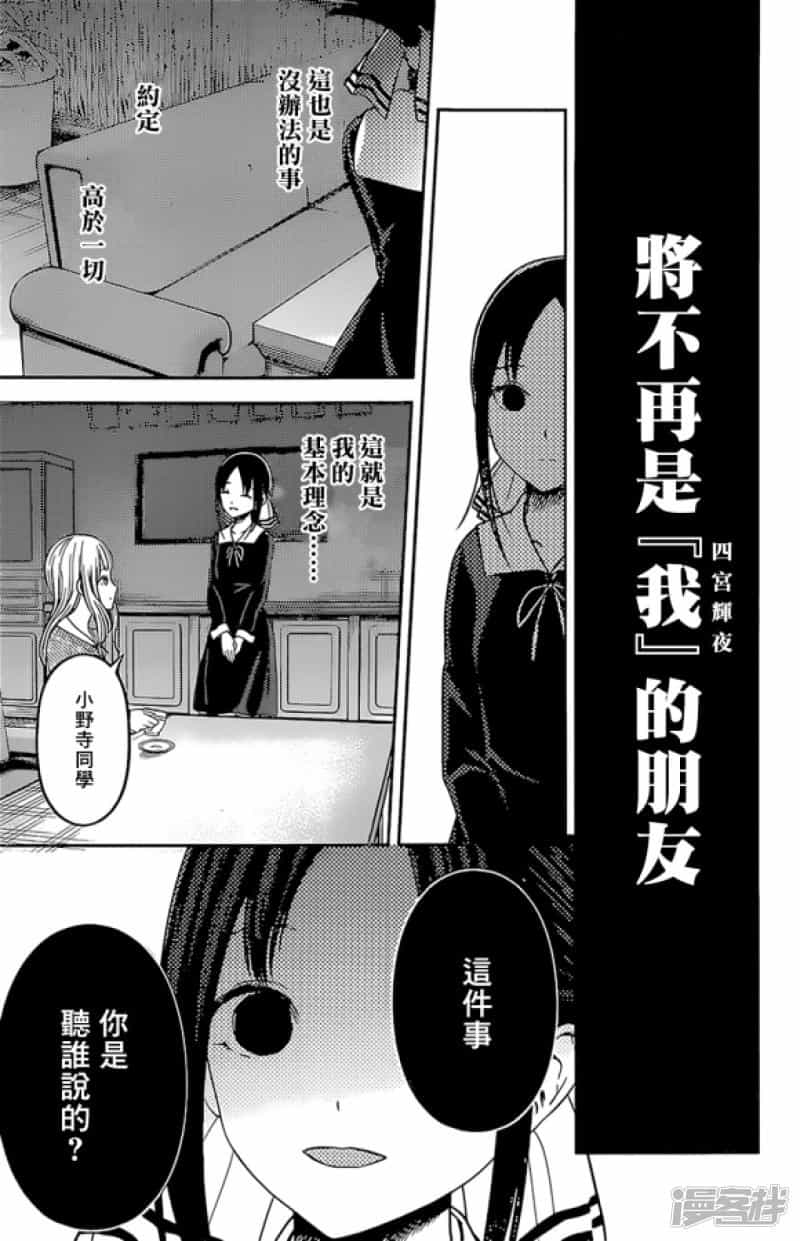 將不再是『我』的朋友
四宮輝夜
這也是
沒辦法的事
約定
高於一切
這就是
我的
基本理念……
小野寺同學
這件事
你是
聽誰說的?
漫客栈